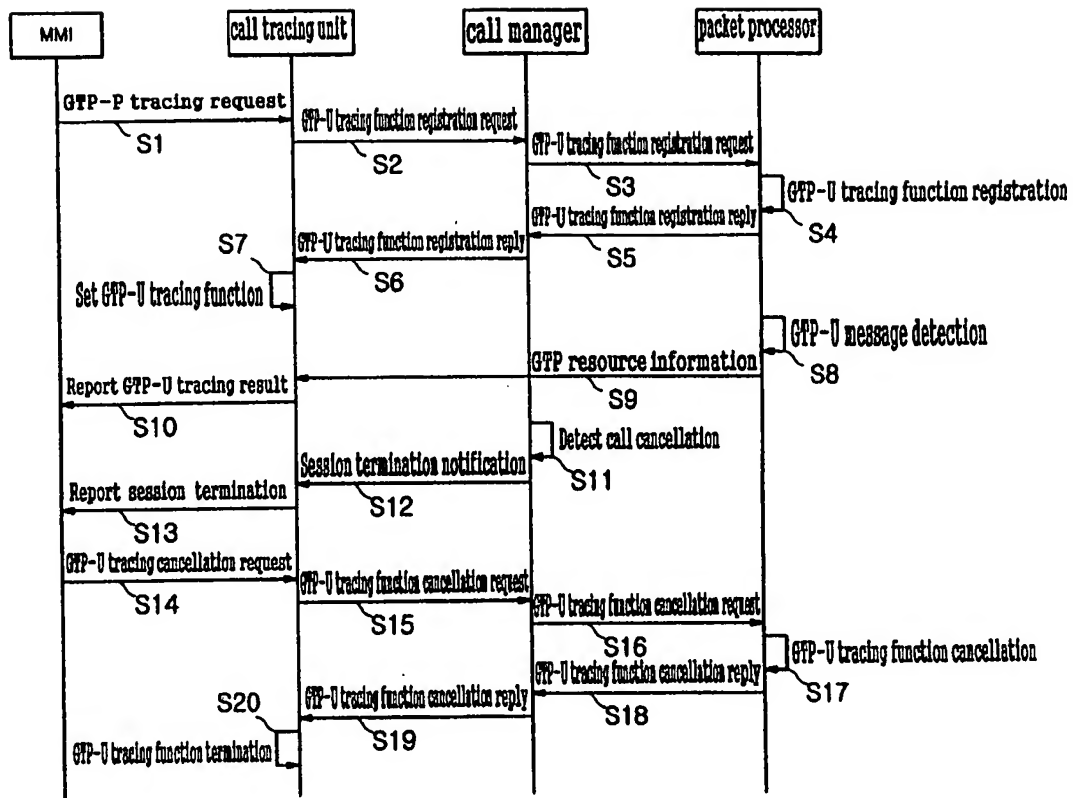 MMI
call tracing unit
call manager
packet processor
GTP-P tracing request
S1
GTP-U tracing function registration request
S2
GTP-U tracing function registration request
S3
GTP-U tracing function registration
S4
GTP-U tracing function registration reply
S5
GTP-U tracing function registration reply
S6
S7
Set GTP-U tracing function
GTP-U message detection
S8
GTP resource information
S9
Report GTP-U tracing result
S10
Detect call cancellation
S11
Session termination notification
S12
Report session termination
S13
GTP-U tracing cancellation request
S14
GTP-U tracing function cancellation request
S15
GTP-U tracing function cancellation request
S16
GTP-U tracing function cancellation
S17
GTP-U tracing function cancellation reply
S18
GTP-U tracing function cancellation reply
S19
S20
GTP-U tracing function termination